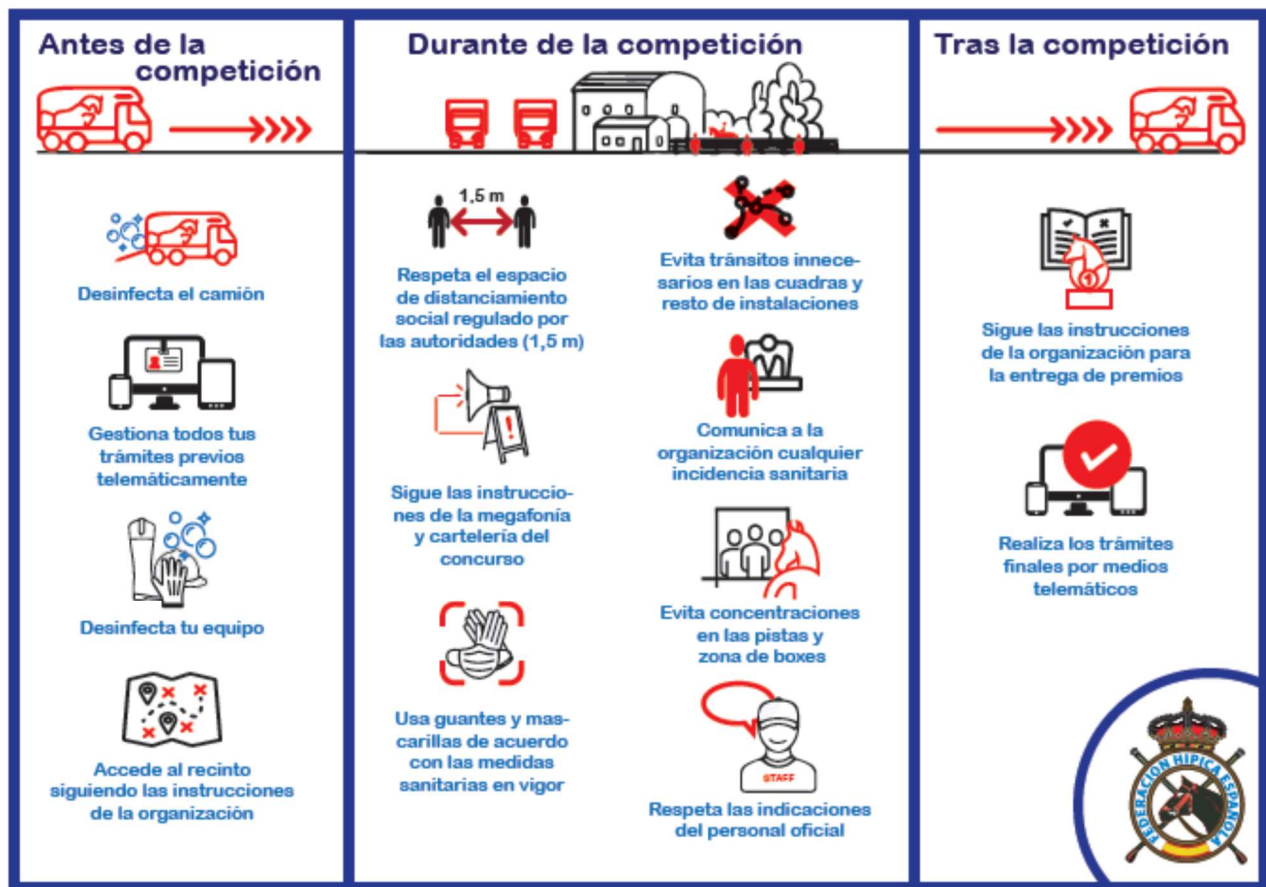 Antes de la
competición
Desinfecta el camión
Gestiona todos tus
trámites previos
telemáticamente
Desinfecta tu equipo
Accede al recinto
siguiendo las instrucciones
de la organización
Durante de la competición
1,5 m
Respeta el espacio
de distanciamiento
social regulado por
las autoridades (1,5 m)
!
Sigue las instruccio-
nes de la megafonía
y cartelería del
concurso
Usa guantes y mas-
carillas de acuerdo
con las medidas
sanitarias en vigor
Evita tránsitos innece-
sarios en las cuadras y
resto de instalaciones
Comunica a la
organización cualquier
incidencia sanitaria
Evita concentraciones
en las pistas y
zona de boxes
STAFF
Respeta las indicaciones
del personal oficial
Tras la competición
1
Sigue las instrucciones
de la organización para
la entrega de premios
Realiza los trámites
finales por medios
telemáticos
FEDERACION HIPICA ESPAÑOLA